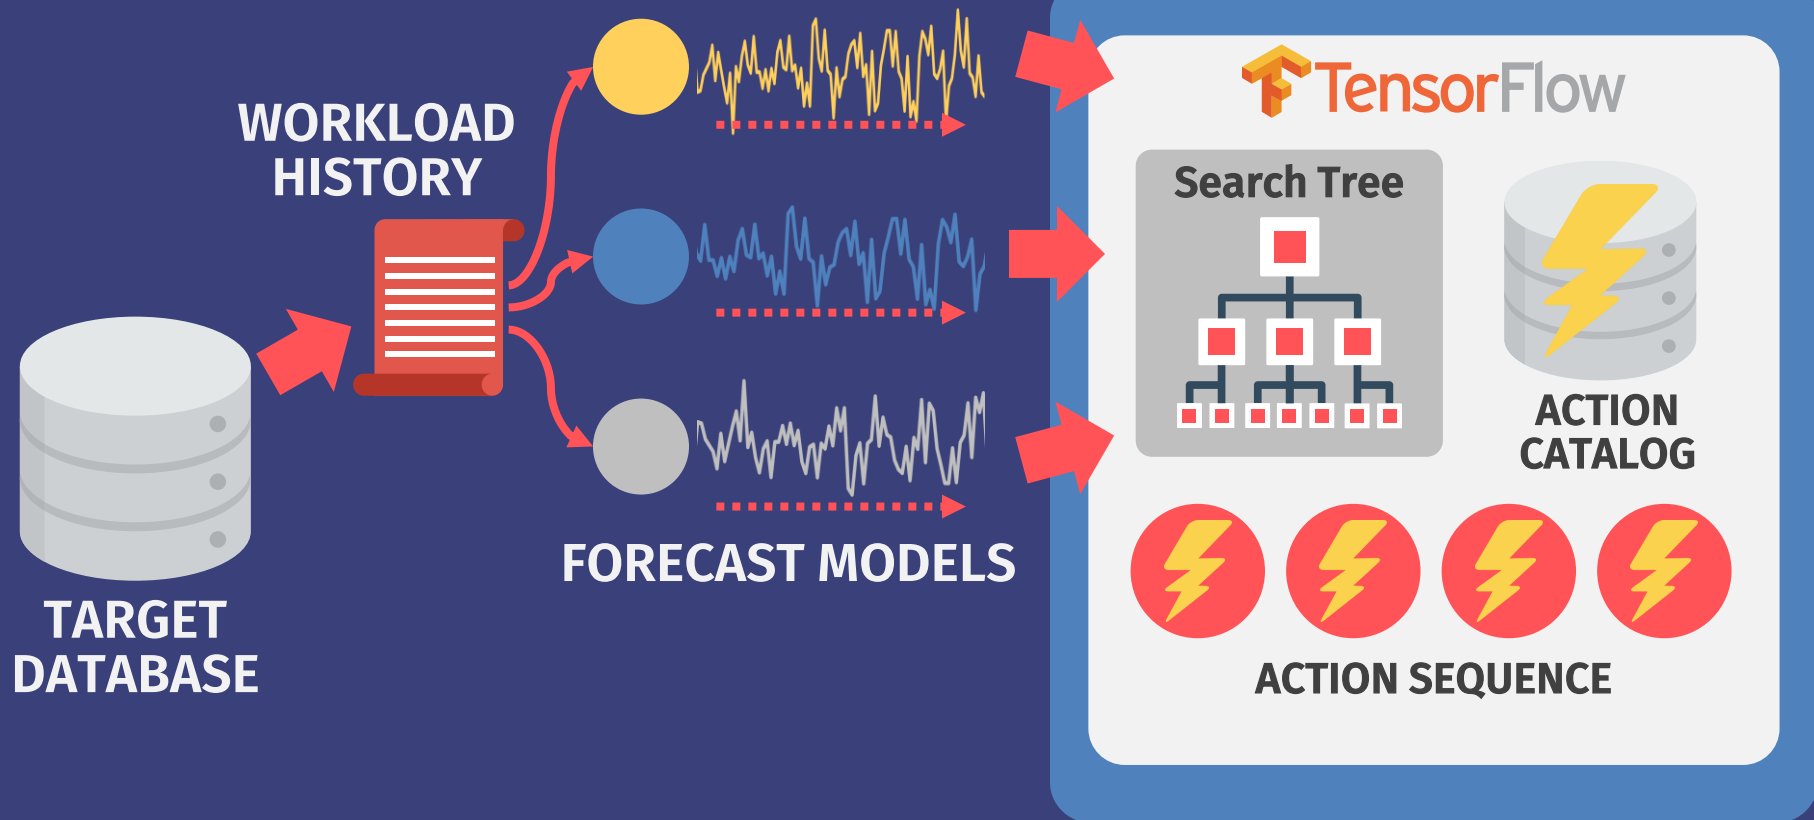 WORKLOAD
HISTORY
TARGET
DATABASE
FORECAST MODELS
TensorFlow
Search Tree
ACTION
CATALOG
ACTION SEQUENCE